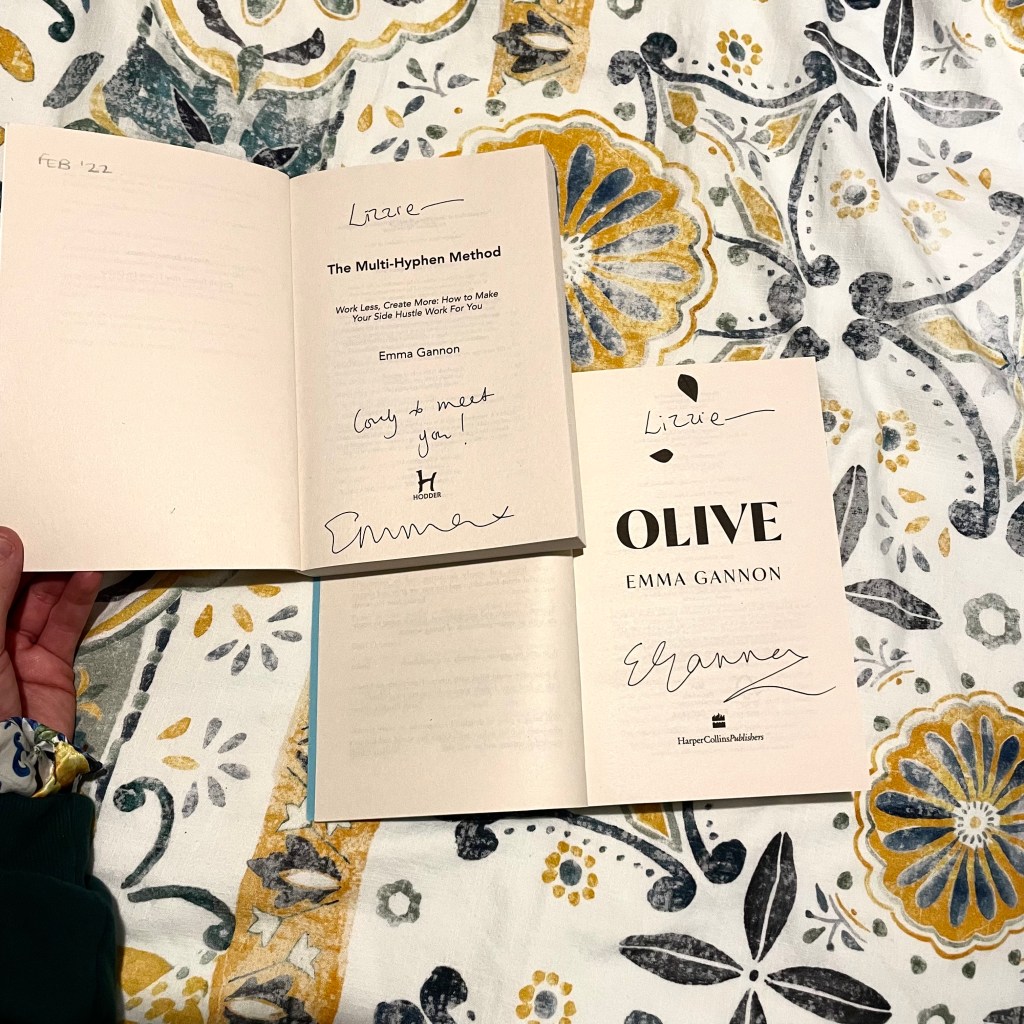 FEB '22
Lizzie
The Multi-Hyphen Method
Work Less, Create More: How to Make
Your Side Hustle Work For You
Emma Gannon
Lovely to meet
you!
H
HODDER
Emma x
Lizzie
OLIVE
EMMA GANNON
EGannon
HarperCollinsPublishers